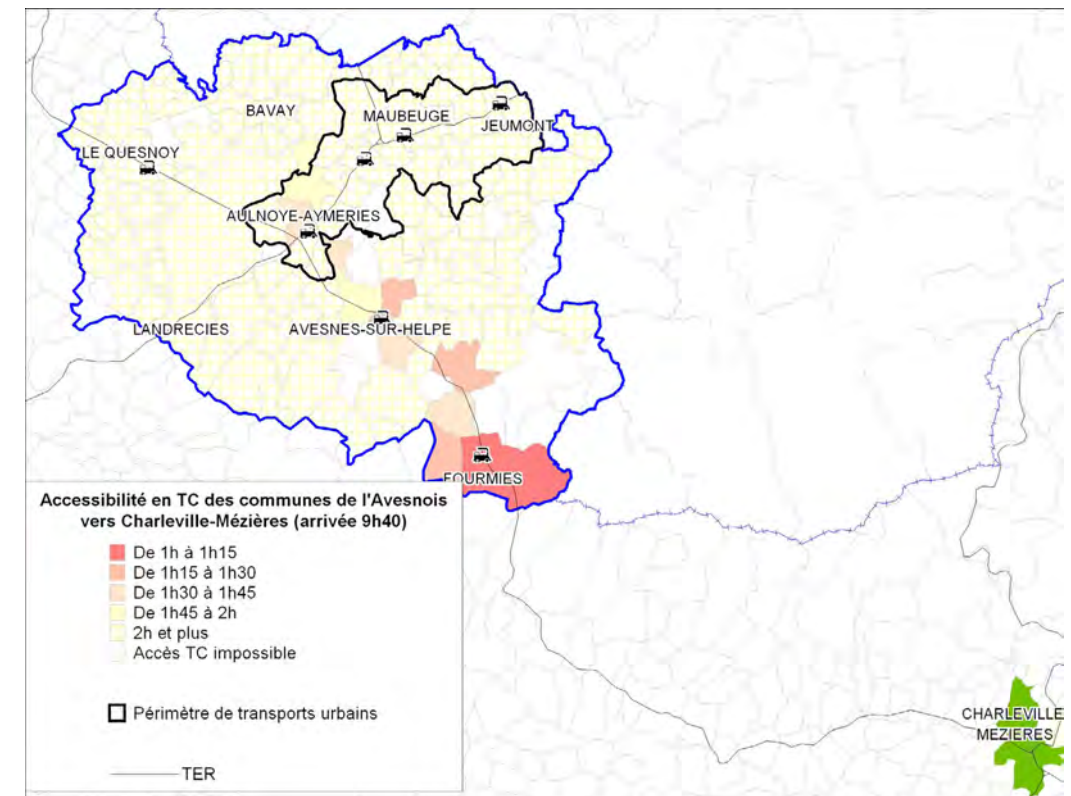 BAVAY
MAUBEUGE
JEUMONT
LE QUESNOY
AULNOYE-AYMERIES
LANDRECIES
AVESNES-SUR-HELPE
FOURMIES
Accessibilité en TC des communes de l'Avesnois
vers Charleville-Mézières (arrivée 9h40)
De 1h à 1h15
De 1h15 à 1h30
De 1h30 à 1h45
De 1h45 à 2h
2h et plus
Accès TC impossible
Périmètre de transports urbains
TER
CHARLEVILLE
MEZIERES